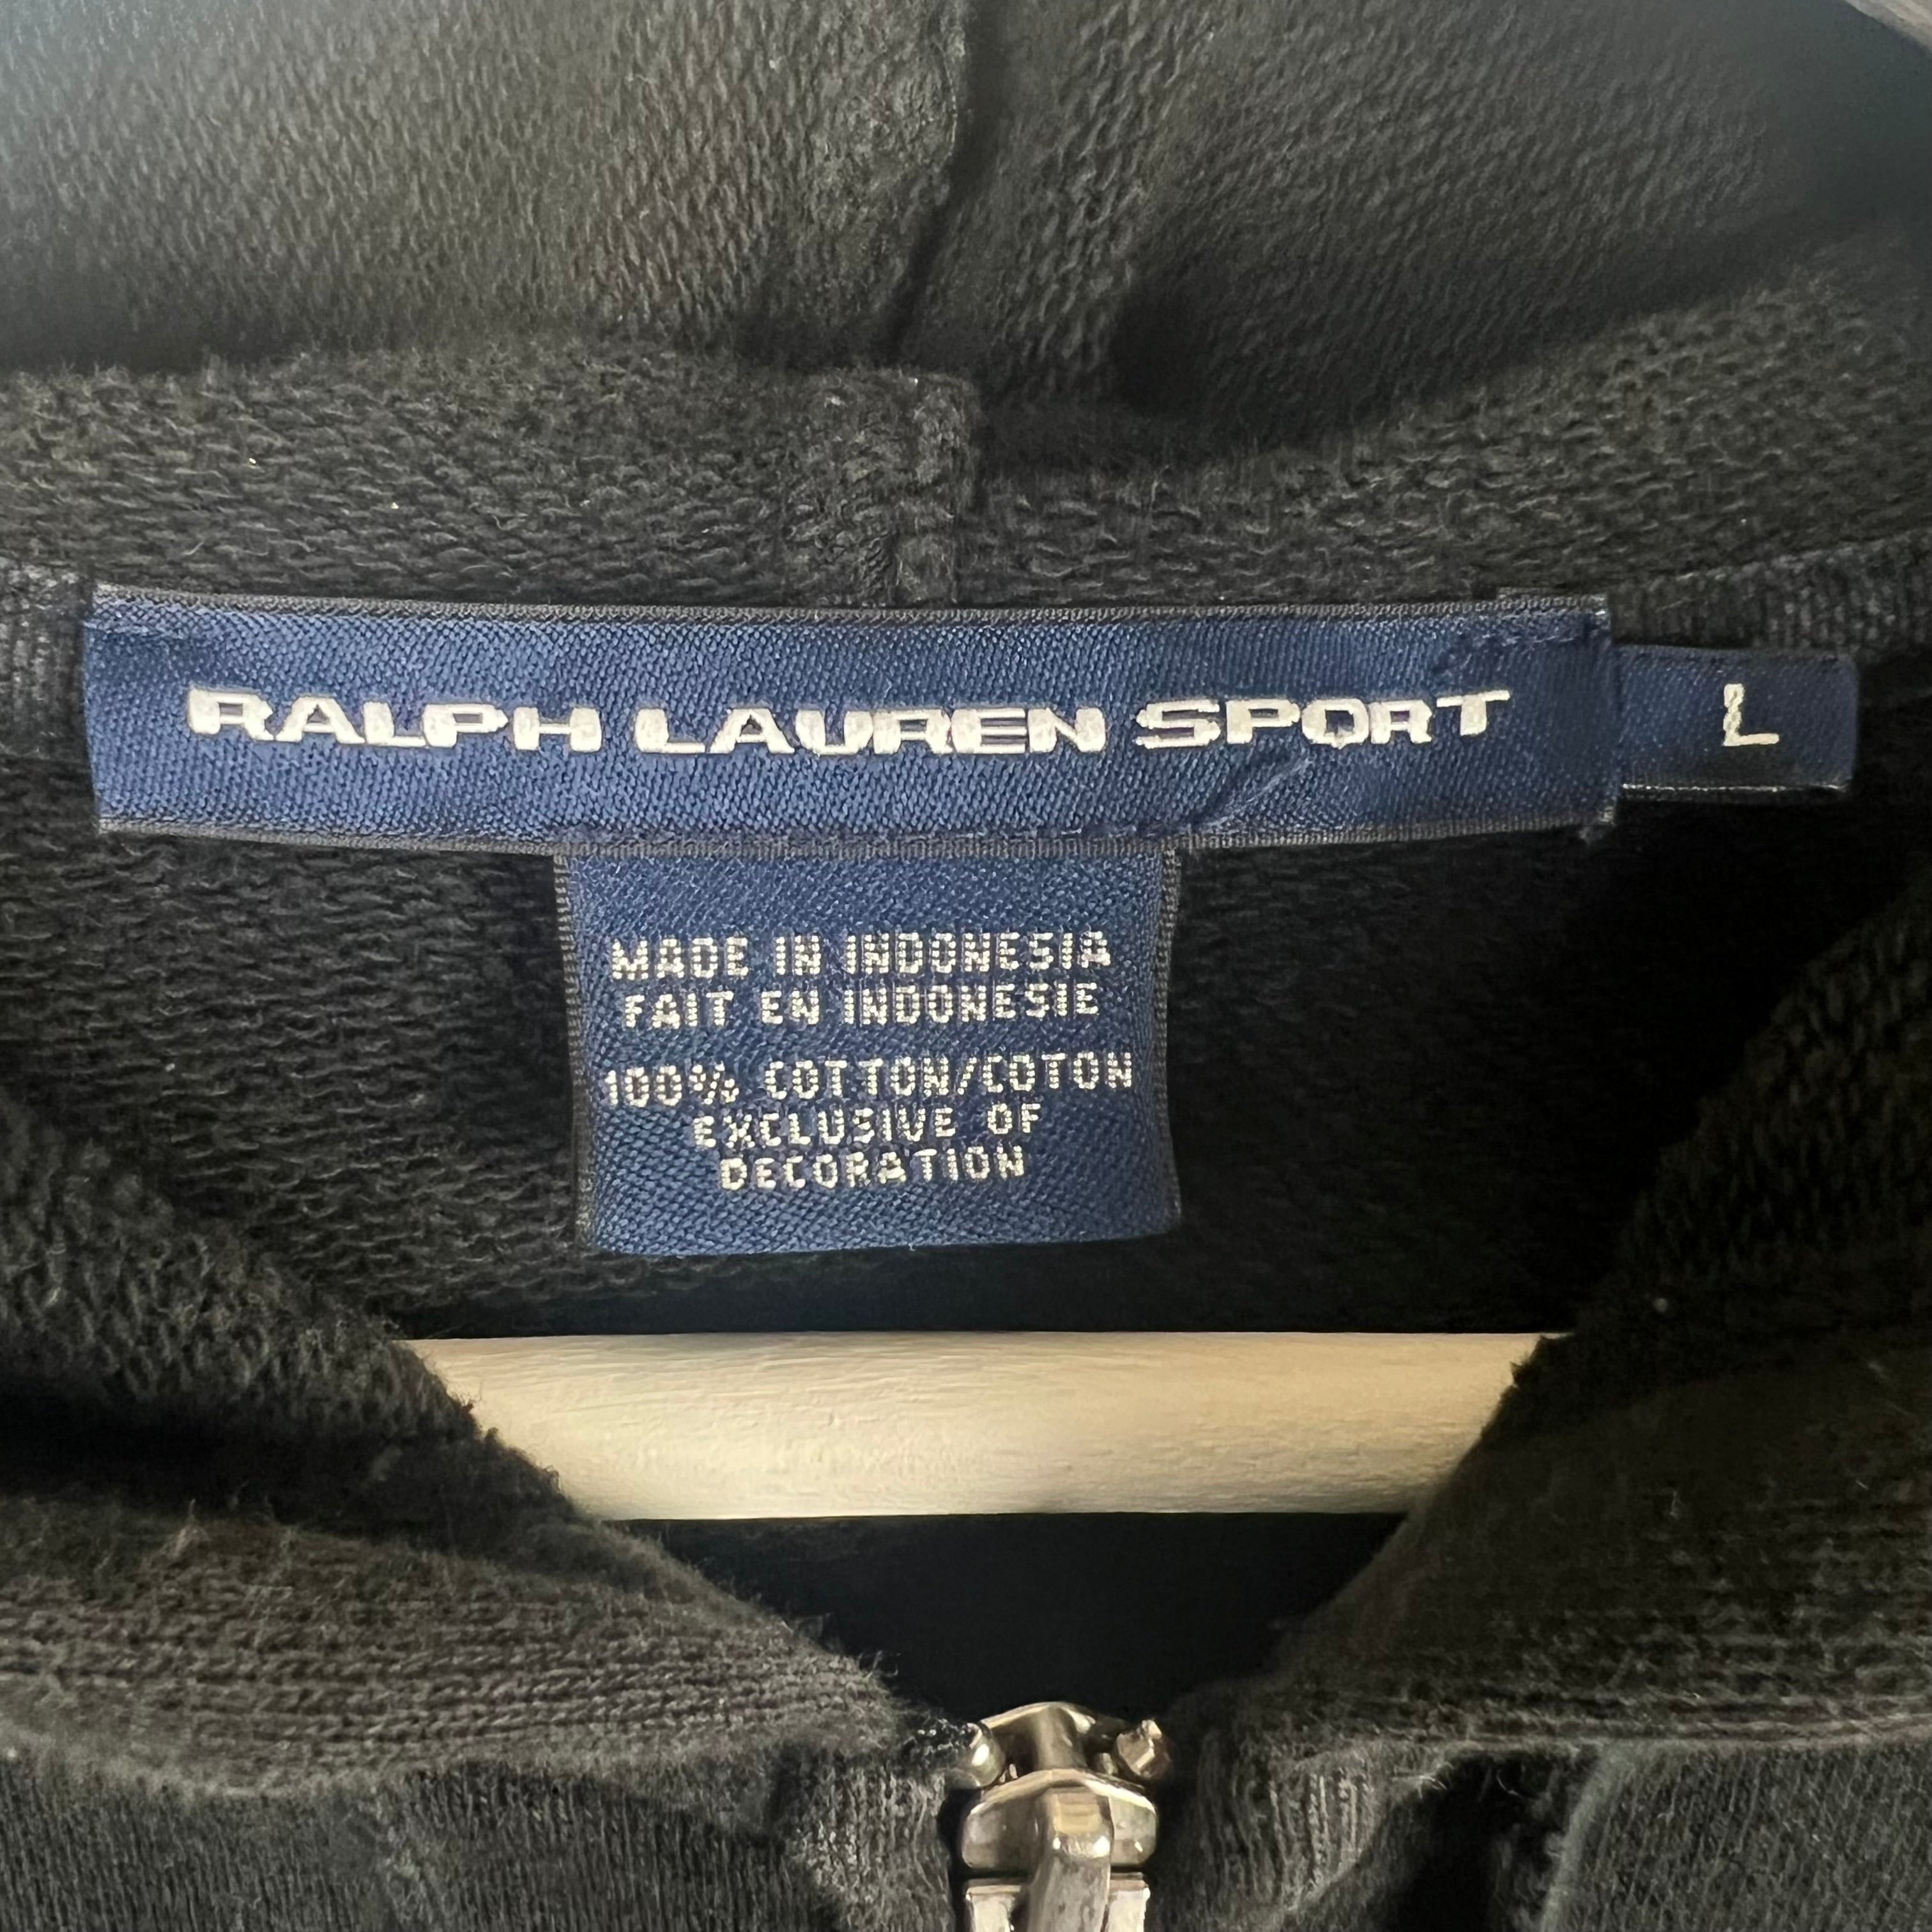 RALPH LAUREN SPORT
L
MADE IN INDONESIA
FAIT EN INDONESIE
100% COTTON/COTON
EXCLUSIVE OF
DECORATION